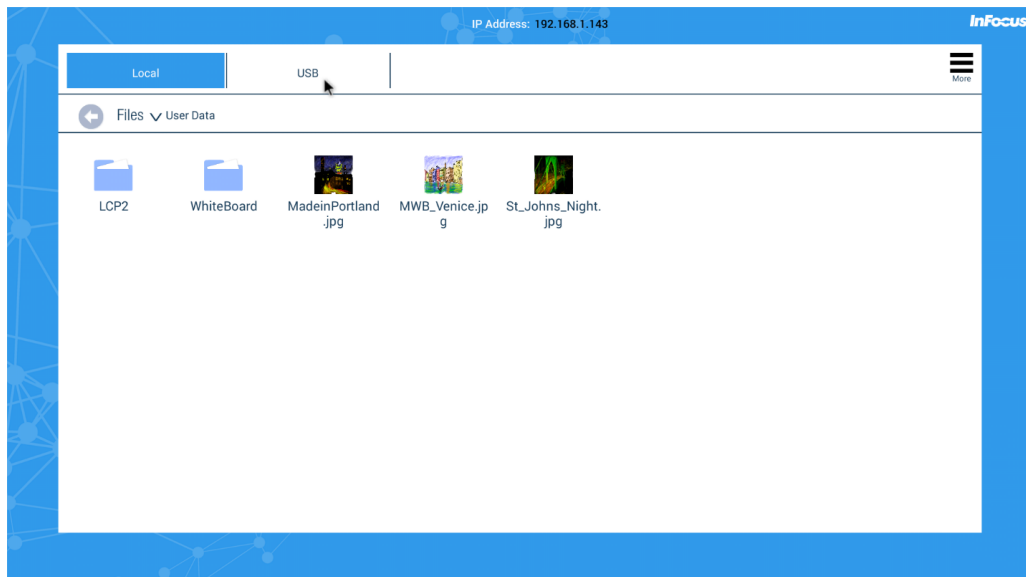 IP Address: 192.168.1.143
InFocus
Local
USB
More
Files
User Data
LCP2
WhiteBoard
MadeinPortland
.jpg
MWB_Venice.jp
g
St_Johns_Night.
jpg